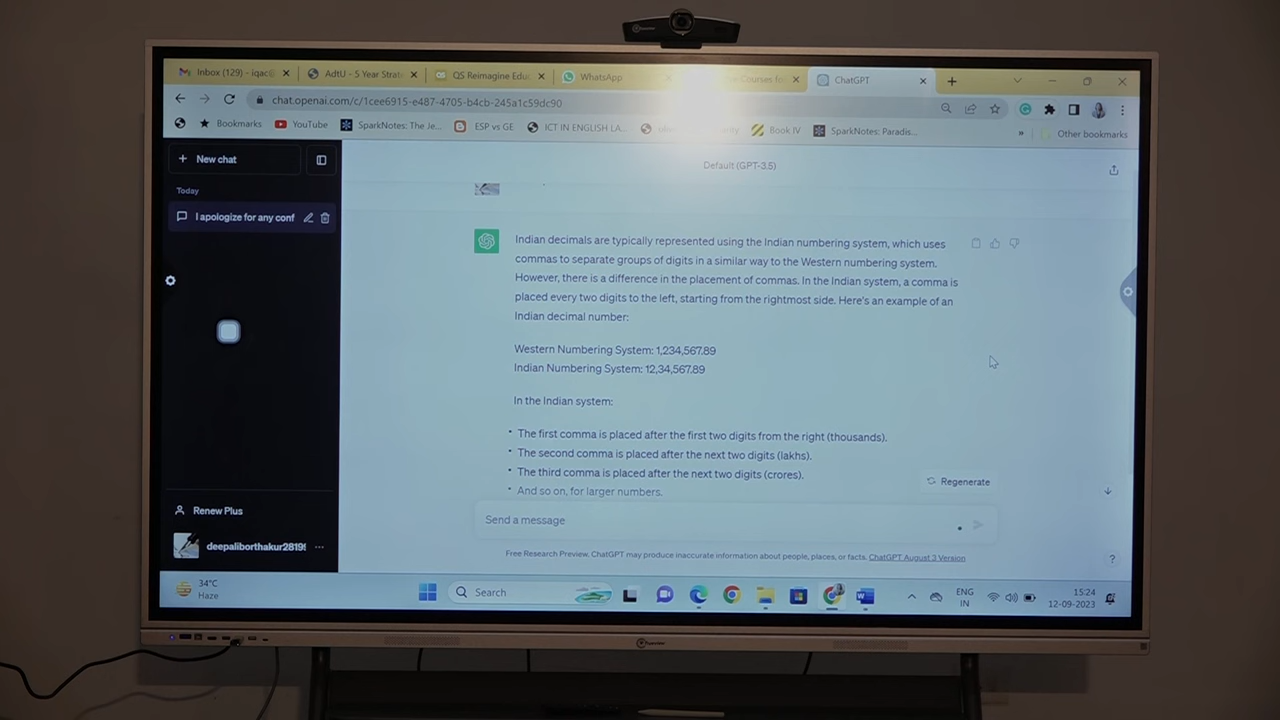 Inbox (129) - iqac@ AdtU - 5 Year Strate QS Reimagine Educ WhatsApp Courses fo ChatGPT
chat.openai.com/c/1cee6915-e487-4705-b4cb-245a1c59dc90
Bookmarks YouTube SparkNotes: The Je... ESP vs GE ICT IN ENGLISH LA... Book IV SparkNotes: Paradis... » Other bookmarks
+ New chat
Default (GPT-3.5)
Today
I apologize for any conf
Indian decimals are typically represented using the Indian numbering system, which uses
commas to separate groups of digits in a similar way to the Western numbering system.
However, there is a difference in the placement of commas. In the Indian system, a comma is
placed every two digits to the left, starting from the rightmost side. Here's an example of an
Indian decimal number:
Western Numbering System: 1,234,567.89
Indian Numbering System: 12,34,567.89
In the Indian system:
• The first comma is placed after the first two digits from the right (thousands).
• The second comma is placed after the next two digits (lakhs).
• The third comma is placed after the next two digits (crores).
• And so on, for larger numbers.
Regenerate
Send a message
Free Research Preview. ChatGPT may produce inaccurate information about people, places, or facts. ChatGPT August 3 Version
?
Renew Plus
deepaliborthakur2819! ...
34°C
Haze
Search
ENG
IN
15:24
12-09-2023